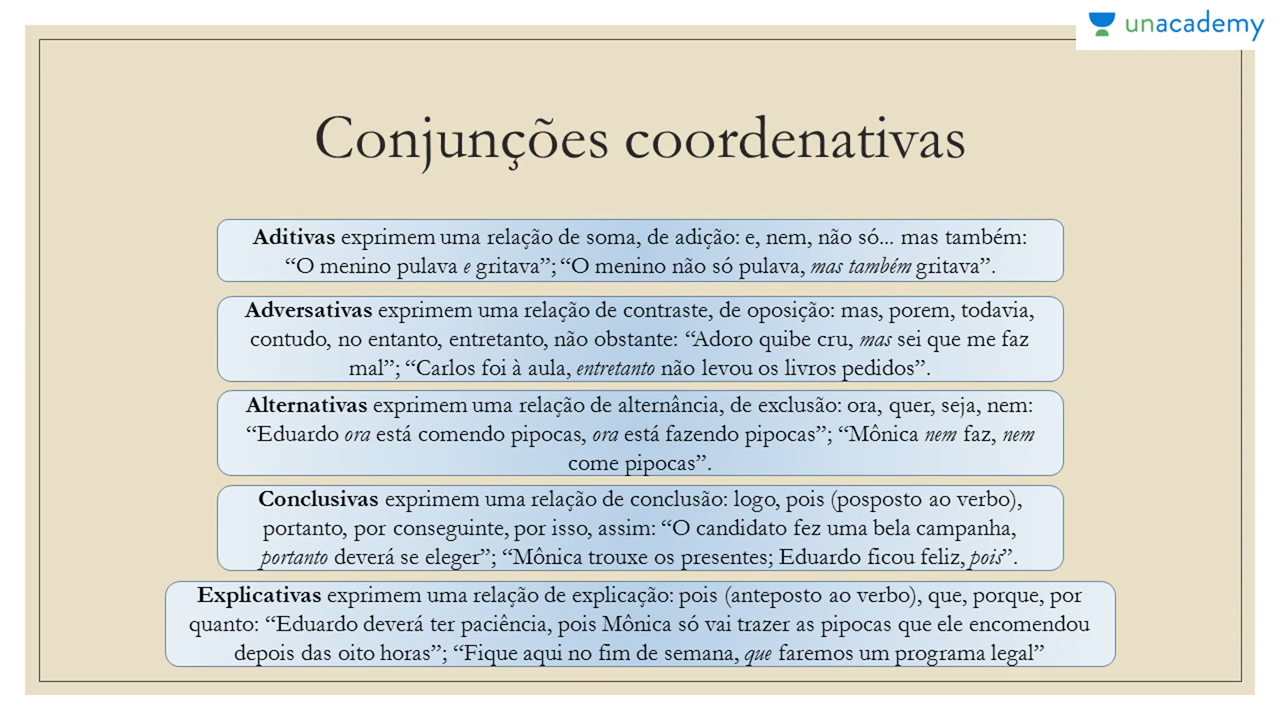 unacademy
Conjunções coordenativas
Aditivas exprimem uma relação de soma, de adição: e, nem, não só... mas também:
“O menino pulava e gritava”; “O menino não só pulava, mas também gritava”.
Adversativas exprimem uma relação de contraste, de oposição: mas, porem, todavia,
contudo, no entanto, entretanto, não obstante: “Adoro quibe cru, mas sei que me faz
mal”; “Carlos foi à aula, entretanto não levou os livros pedidos”.
Alternativas exprimem uma relação de alternância, de exclusão: ora, quer, seja, nem:
“Eduardo ora está comendo pipocas, ora está fazendo pipocas”; “Mônica nem faz, nem
come pipocas”.
Conclusivas exprimem uma relação de conclusão: logo, pois (posposto ao verbo),
portanto, por conseguinte, por isso, assim: “O candidato fez uma bela campanha,
portanto deverá se eleger”; “Mônica trouxe os presentes; Eduardo ficou feliz, pois”.
Explicativas exprimem uma relação de explicação: pois (anteposto ao verbo), que, porque, por
quanto: “Eduardo deverá ter paciência, pois Mônica só vai trazer as pipocas que ele encomendou
depois das oito horas”; “Fique aqui no fim de semana, que faremos um programa legal”